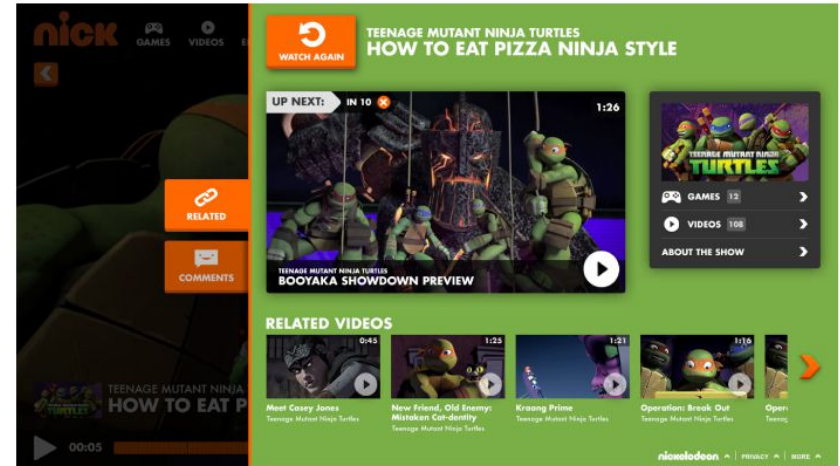 nick
GAMES
VIDEOS
WATCH AGAIN
TEENAGE MUTANT NINJA TURTLES
HOW TO EAT PIZZA NINJA STYLE
UP NEXT: IN 10
1:26
TEENAGE MUTANT NINJA TURTLES
BOOYAKA SHOWDOWN PREVIEW
TEENAGE MUTANT NINJA
TURTLES
GAMES 12
VIDEOS 108
ABOUT THE SHOW
RELATED
COMMENTS
RELATED VIDEOS
0:45
Meet Casey Jones
Teenage Mutant Ninja Turtles
1:25
New Friend, Old Enemy:
Mistaken Cat-dentity
Teenage Mutant Ninja Turtles
1:21
Kraang Prime
Teenage Mutant Ninja Turtles
1:16
Operation: Break Out
Teenage Mutant Ninja Turtles
TURTLES
TEENAGE MUTANT NINJA
HOW TO EAT P
00:05
nickelodeon
PRIVACY
MORE